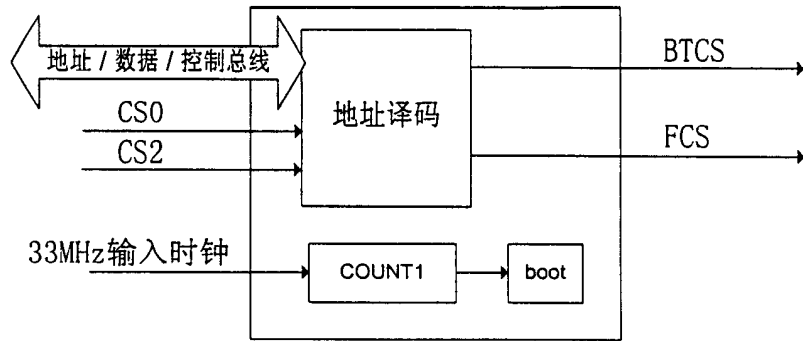 地址/数据/控制总线
BTCS
CS0
地址译码
CS2
FCS
33MHz输入时钟
COUNT1
boot